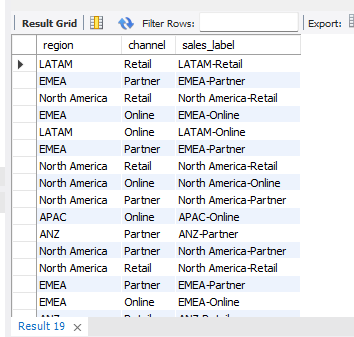 Result Grid Filter Rows: Export:
region channel sales_label
LATAM Retail LATAM-Retail
EMEA Partner EMEA-Partner
North America Retail North America-Retail
EMEA Online EMEA-Online
LATAM Online LATAM-Online
EMEA Partner EMEA-Partner
North America Retail North America-Retail
North America Online North America-Online
North America Partner North America-Partner
APAC Online APAC-Online
ANZ Partner ANZ-Partner
North America Partner North America-Partner
North America Retail North America-Retail
EMEA Partner EMEA-Partner
EMEA Online EMEA-Online
ANZ Retail ANZ-Retail
Result 19